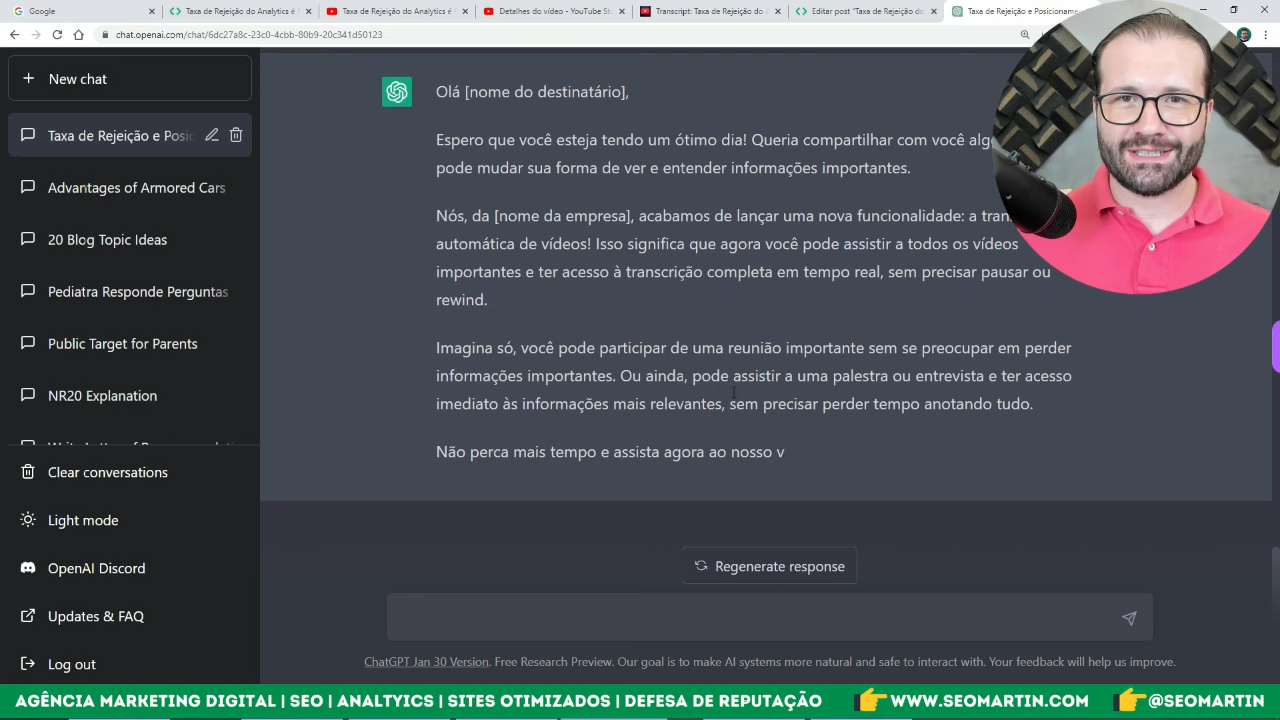 Google
Taxa de Rejeição do Analytics é
Taxa de Rejeição do Analytics é
Detalhes do vídeo - YouTube St
Transcript: Taxa de Rejeição do
Editar post "Taxa de Rejeição do
Taxa de Rejeição e Posicioname
chat.openai.com/chat/6dc27a8c-23c0-4cbb-80b9-20c341d50123
New chat
Taxa de Rejeição e Posic
Advantages of Armored Cars
20 Blog Topic Ideas
Pediatra Responde Perguntas
Public Target for Parents
NR20 Explanation
Clear conversations
Light mode
OpenAI Discord
Updates & FAQ
Log out
Olá [nome do destinatário],
Espero que você esteja tendo um ótimo dia! Queria compartilhar com você alg
pode mudar sua forma de ver e entender informações importantes.
Nós, da [nome da empresa], acabamos de lançar uma nova funcionalidade: a tran
automática de vídeos! Isso significa que agora você pode assistir a todos os vídeos
importantes e ter acesso à transcrição completa em tempo real, sem precisar pausar ou
rewind.
Imagina só, você pode participar de uma reunião importante sem se preocupar em perder
informações importantes. Ou ainda, pode assistir a uma palestra ou entrevista e ter acesso
imediato às informações mais relevantes, sem precisar perder tempo anotando tudo.
Não perca mais tempo e assista agora ao nosso v
Regenerate response
ChatGPT Jan 30 Version. Free Research Preview. Our goal is to make AI systems more natural and safe to interact with. Your feedback will help us improve.
AGÊNCIA MARKETING DIGITAL | SEO | ANALTYICS | SITES OTIMIZADOS | DEFESA DE REPUTAÇÃO
WWW.SEOMARTIN.COM
@SEOMARTIN